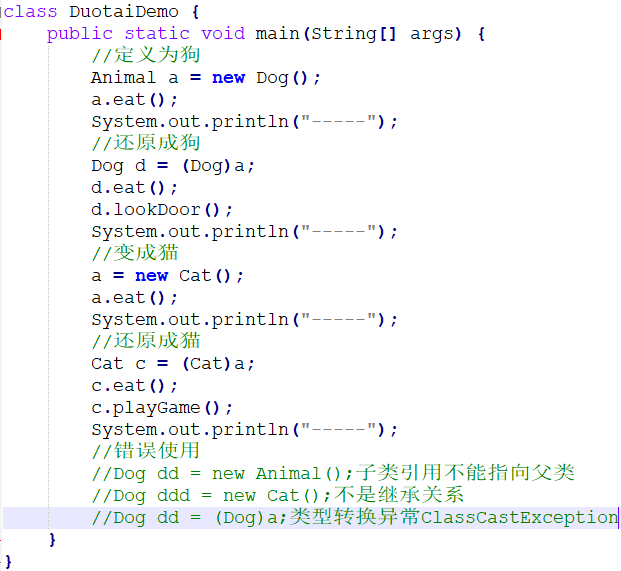 class DuotaiDemo {
public static void main(String[] args) {
//定义为狗
Animal a = new Dog();
a.eat();
System.out.println("-----");
//还原成狗
Dog d = (Dog)a;
d.eat();
d.lookDoor();
System.out.println("-----");
//变成猫
a = new Cat();
a.eat();
System.out.println("-----");
//还原成猫
Cat c = (Cat)a;
c.eat();
c.playGame();
System.out.println("-----");
//错误使用
//Dog dd = new Animal();子类引用不能指向父类
//Dog ddd = new Cat();不是继承关系
//Dog dd = (Dog)a;类型转换异常ClassCastException
}
}